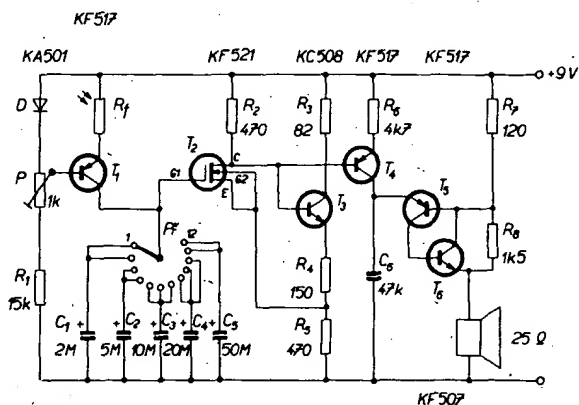 KF517
KA501 KF521 KC508 KF517 KF517
+9V
D Rf R2 470 R3 82 R6 4k7 R7 120
T1 T2 C G1 G2 E T4 T5
P 1k T3 R8 1k5
1 Př 12 T6
R1 15k R4 150 C6 47k
C1 + C2 + C3 + C4 + C5 R5 470 25 Ω
2M 5M 10M 20M 50M
KF507